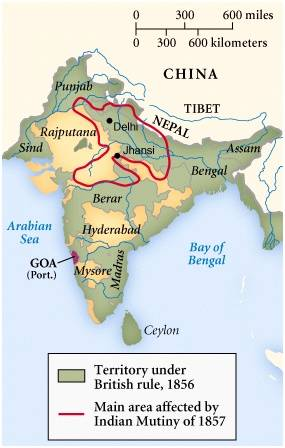 0 300 600 miles
0 300 600 kilometers
CHINA
Punjab
TIBET
NEPAL
Delhi
Rajputana
Jhansi
Assam
Sind
Bengal
Berar
Arabian
Sea
Hyderabad
Bay of
Bengal
GOA
(Port.)
Mysore
Madras
Ceylon
Territory under
British rule, 1856
Main area affected by
Indian Mutiny of 1857